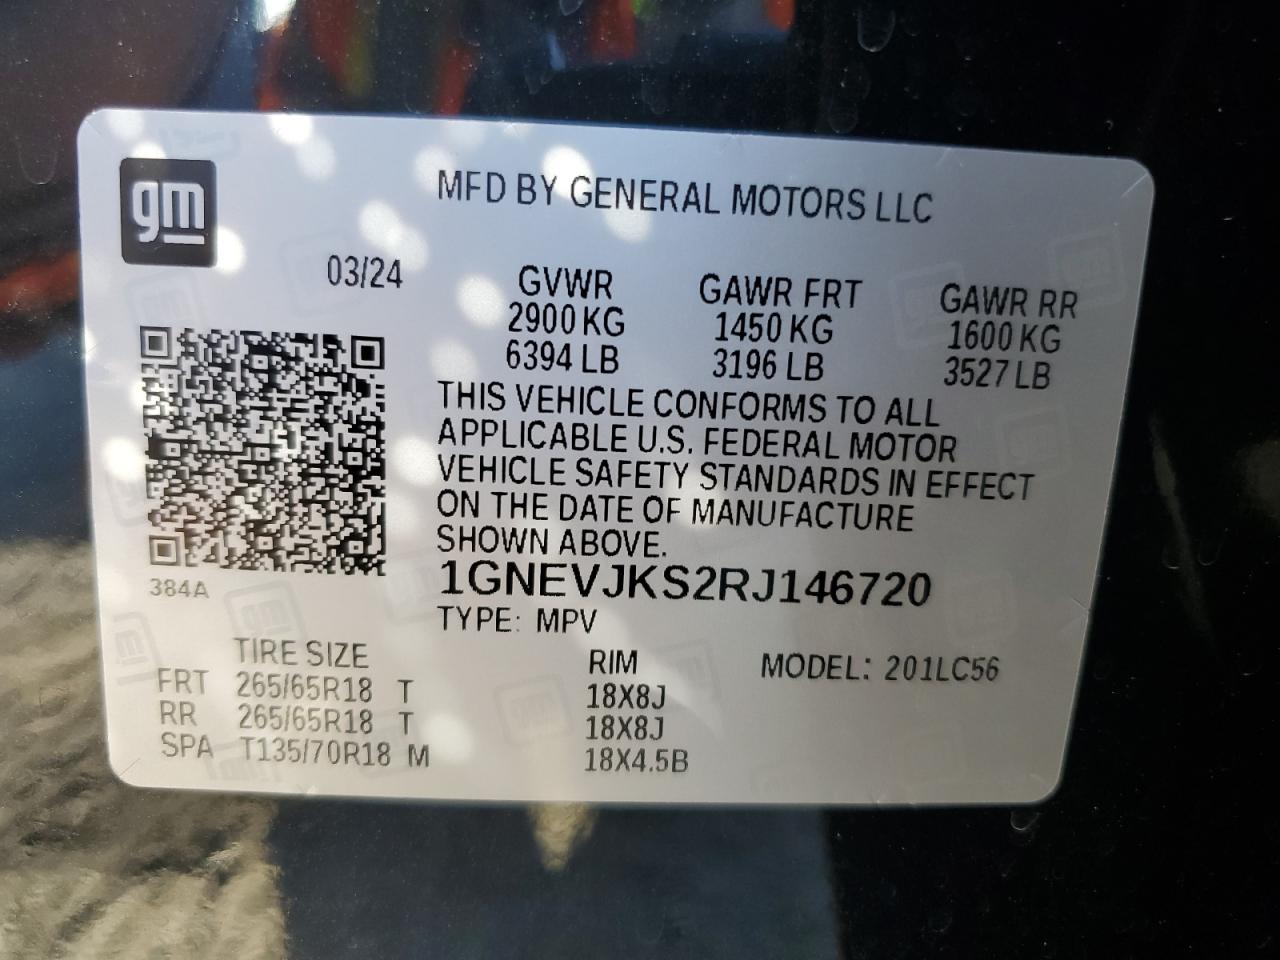 gm
MFD BY GENERAL MOTORS LLC
03/24
GVWR GAWR FRT GAWR RR
2900 KG 1450 KG 1600 KG
6394 LB 3196 LB 3527 LB
THIS VEHICLE CONFORMS TO ALL
APPLICABLE U.S. FEDERAL MOTOR
VEHICLE SAFETY STANDARDS IN EFFECT
ON THE DATE OF MANUFACTURE
SHOWN ABOVE.
384A
1GNEVJKS2RJ146720
TYPE: MPV
TIRE SIZE RIM MODEL: 201LC56
FRT 265/65R18 T 18X8J
RR 265/65R18 T 18X8J
SPA T135/70R18 M 18X4.5B